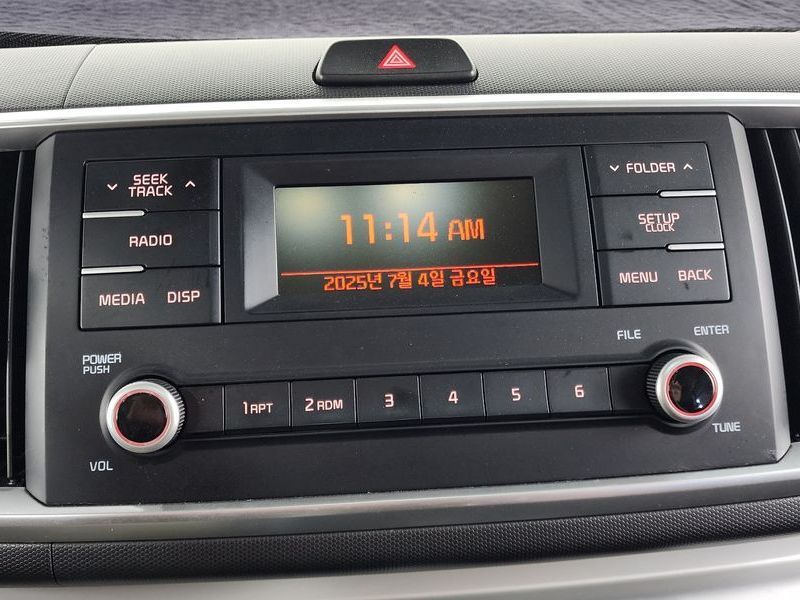 SEEK
TRACK
RADIO
MEDIA DISP
11:14 AM
2025년 7월 4일 금요일
FOLDER
SETUP
CLOCK
MENU BACK
POWER
PUSH
VOL
1 RPT 2 RDM 3 4 5 6
FILE ENTER
TUNE